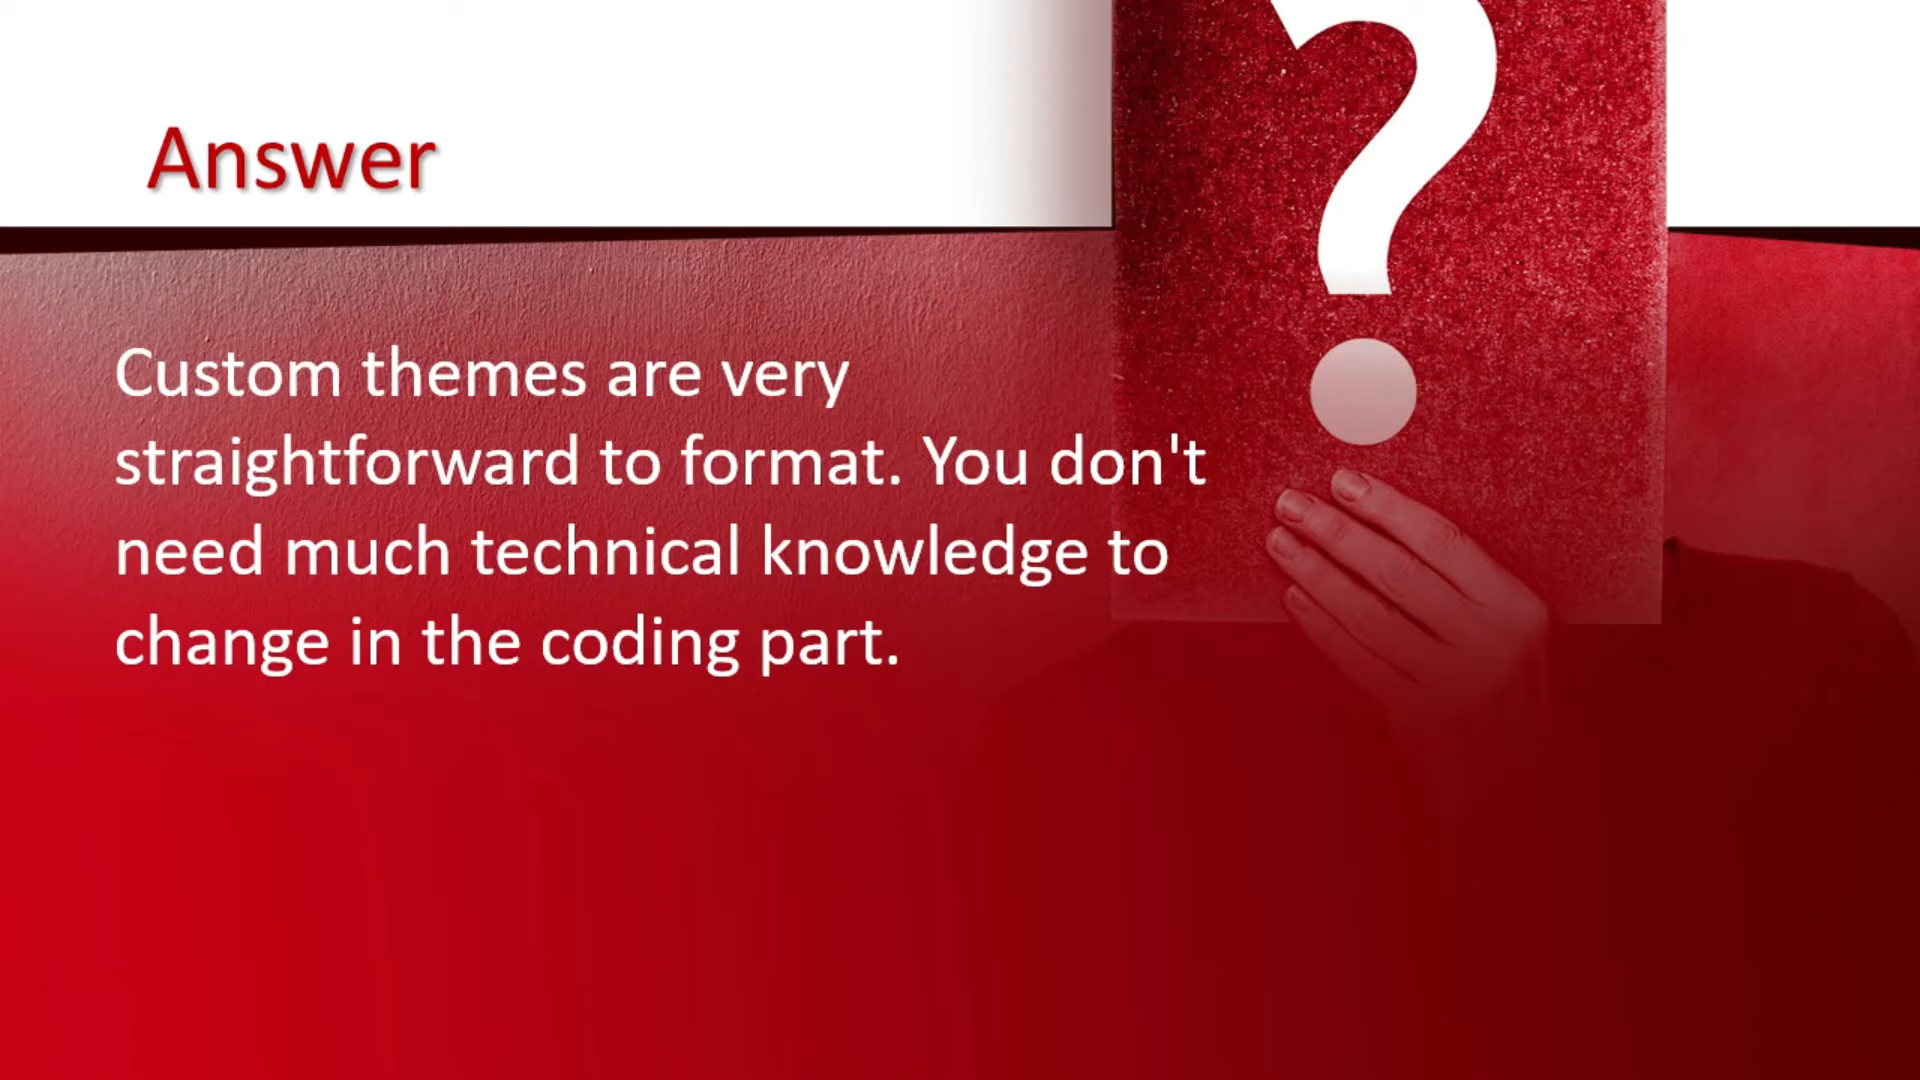 Answer
?
Custom themes are very
straightforward to format. You don't
need much technical knowledge to
change in the coding part.